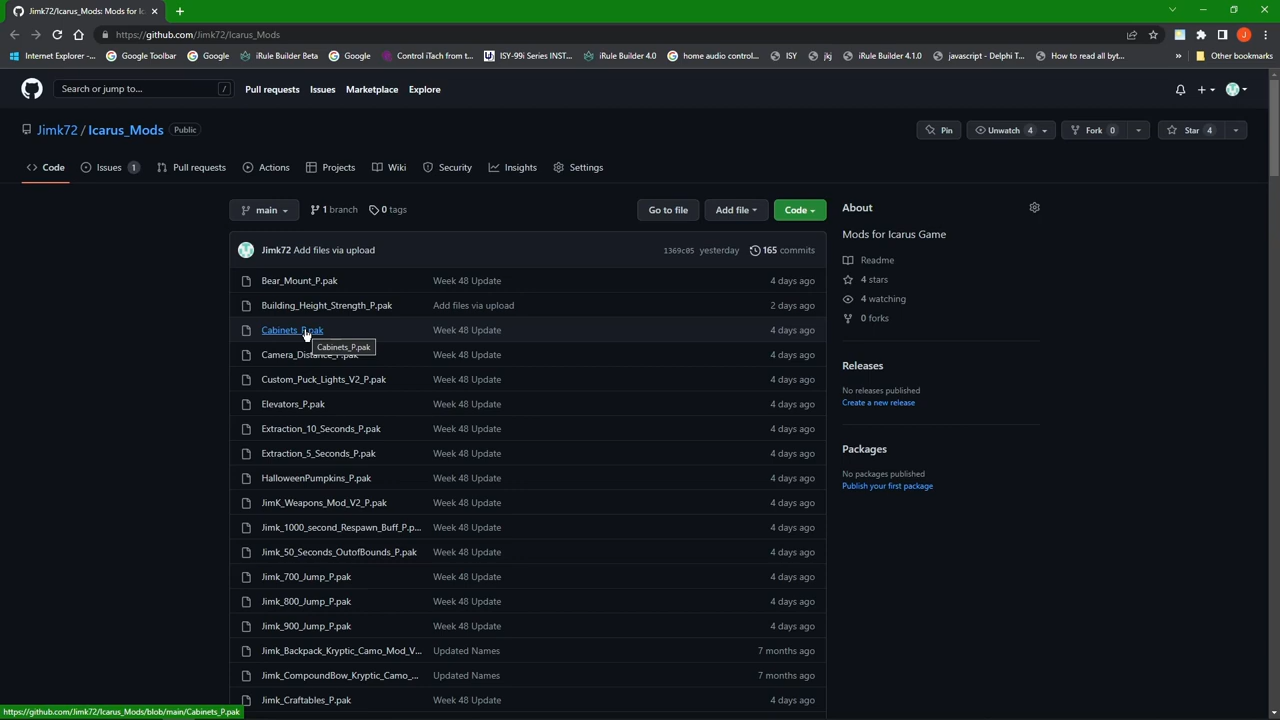 Jimk72/Icarus_Mods: Mods for Ic
https://github.com/Jimk72/Icarus_Mods
Internet Explorer -... Google Toolbar Google iRule Builder Beta Google Control iTach from t... ISY-99i Series INST... iRule Builder 4.0 home audio control... ISY jkj iRule Builder 4.1.0 javascript - Delphi T... How to read all byt... » Other bookmarks
Search or jump to... / Pull requests Issues Marketplace Explore
Jimk72 / Icarus_Mods Public Pin Unwatch 4 Fork 0 Star 4
Code Issues 1 Pull requests Actions Projects Wiki Security Insights Settings
main 1 branch 0 tags Go to file Add file Code
About
Mods for Icarus Game
Readme
4 stars
4 watching
0 forks
Releases
No releases published
Create a new release
Packages
No packages published
Publish your first package
Jimk72 Add files via upload 1369c05 yesterday 165 commits
Bear_Mount_P.pak Week 48 Update 4 days ago
Building_Height_Strength_P.pak Add files via upload 2 days ago
Cabinets_P.pak Week 48 Update 4 days ago
Cabinets_P.pak
Camera_Distance_P.pak Week 48 Update 4 days ago
Custom_Puck_Lights_V2_P.pak Week 48 Update 4 days ago
Elevators_P.pak Week 48 Update 4 days ago
Extraction_10_Seconds_P.pak Week 48 Update 4 days ago
Extraction_5_Seconds_P.pak Week 48 Update 4 days ago
HalloweenPumpkins_P.pak Week 48 Update 4 days ago
JimK_Weapons_Mod_V2_P.pak Week 48 Update 4 days ago
Jimk_1000_second_Respawn_Buff_P.p... Week 48 Update 4 days ago
Jimk_50_Seconds_OutofBounds_P.pak Week 48 Update 4 days ago
Jimk_700_Jump_P.pak Week 48 Update 4 days ago
Jimk_800_Jump_P.pak Week 48 Update 4 days ago
Jimk_900_Jump_P.pak Week 48 Update 4 days ago
Jimk_Backpack_Kryptic_Camo_Mod_V... Updated Names 7 months ago
Jimk_CompoundBow_Kryptic_Camo_... Updated Names 7 months ago
Jimk_Craftables_P.pak Week 48 Update 4 days ago
https://github.com/Jimk72/Icarus_Mods/blob/main/Cabinets_P.pak